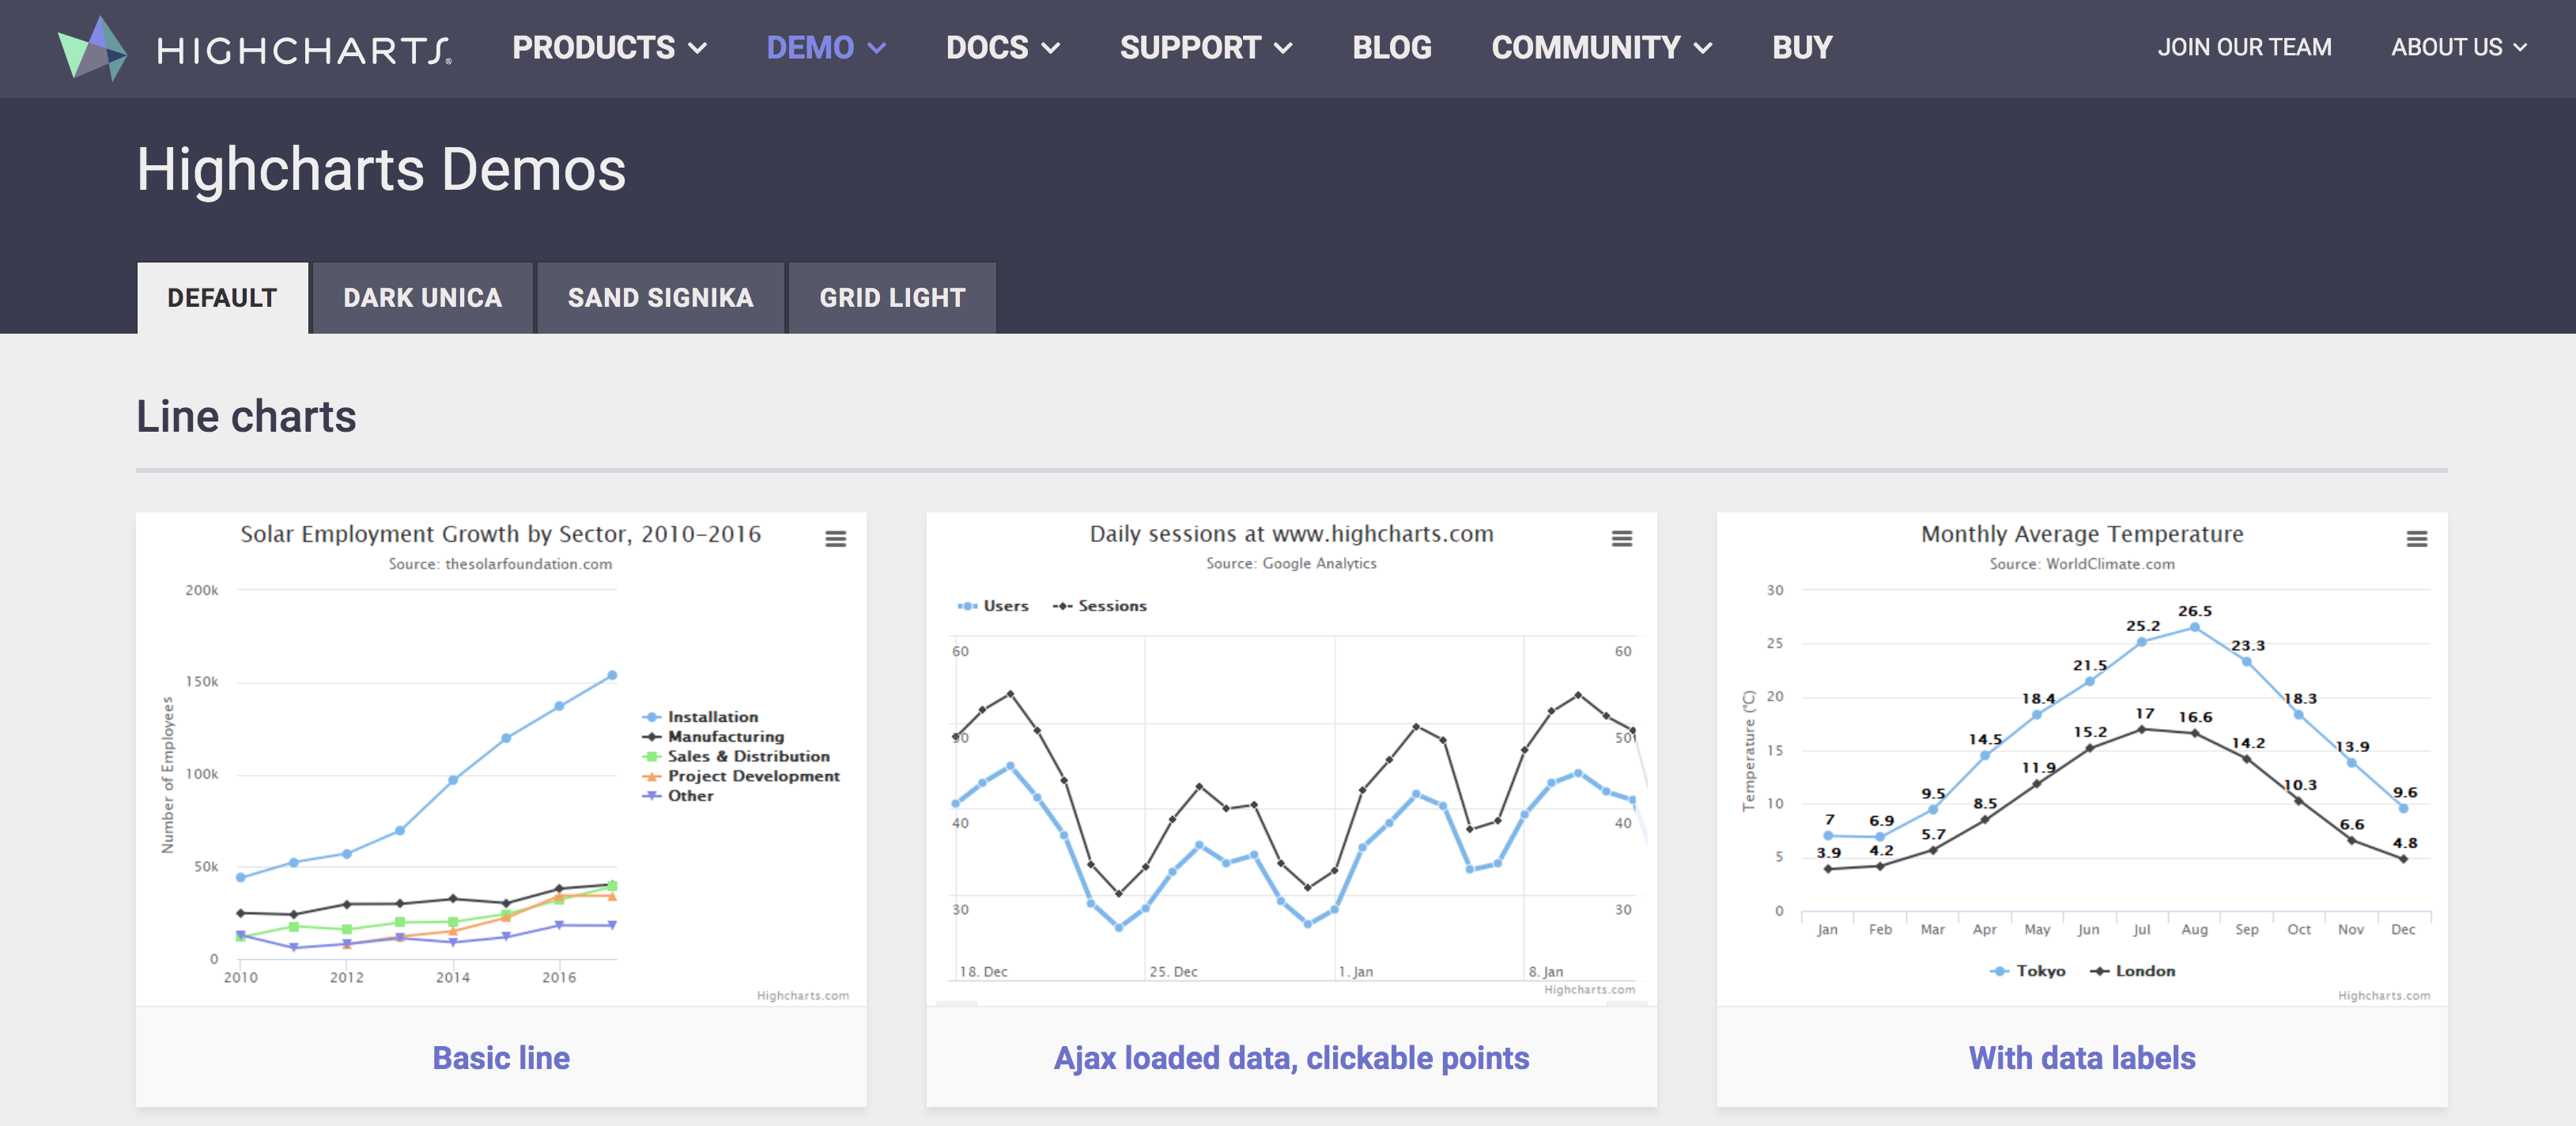 HIGHCHARTS®
PRODUCTS
DEMO
DOCS
SUPPORT
BLOG
COMMUNITY
BUY
JOIN OUR TEAM
ABOUT US
Highcharts Demos
DEFAULT
DARK UNICA
SAND SIGNIKA
GRID LIGHT
Line charts
Solar Employment Growth by Sector, 2010-2016
Source: thesolarfoundation.com
Number of Employees
200k
150k
100k
50k
0
2010 2012 2014 2016
Installation
Manufacturing
Sales & Distribution
Project Development
Other
Highcharts.com
Basic line
Daily sessions at www.highcharts.com
Source: Google Analytics
Users Sessions
60 60
50 50
40 40
30 30
18. Dec 25. Dec 1. Jan 8. Jan
Highcharts.com
Ajax loaded data, clickable points
Monthly Average Temperature
Source: WorldClimate.com
Temperature (°C)
30
25
20
15
10
5
0
7 6.9 9.5 14.5 18.4 21.5 25.2 26.5 23.3 18.3 13.9 9.6
3.9 4.2 5.7 8.5 11.9 15.2 17 16.6 14.2 10.3 6.6 4.8
Jan Feb Mar Apr May Jun Jul Aug Sep Oct Nov Dec
Tokyo London
Highcharts.com
With data labels